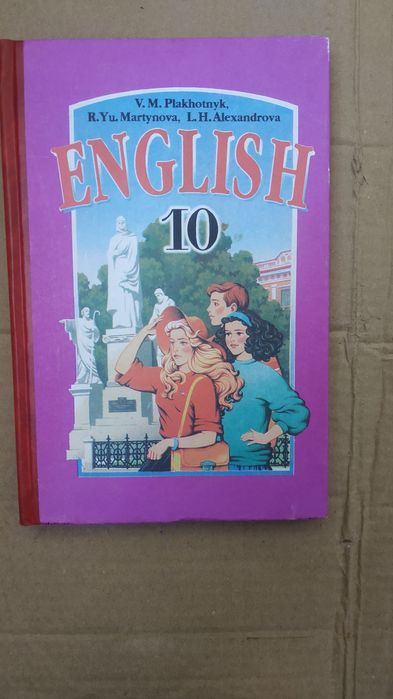 V. M. Plakhotnyk,
R. Yu. Martynova, L. H. Alexandrova
ENGLISH
10